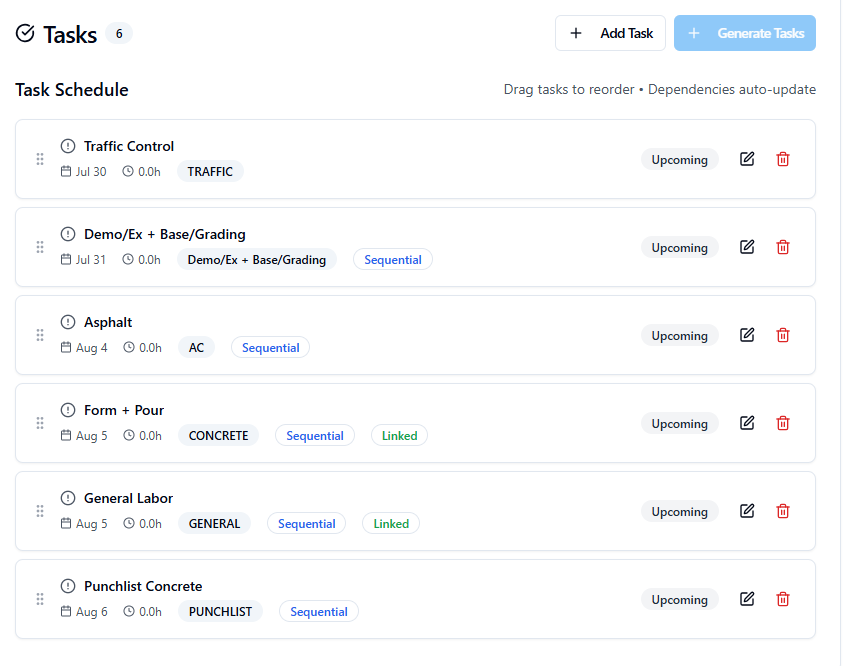 Tasks 6 Add Task Generate Tasks
Task Schedule Drag tasks to reorder • Dependencies auto-update
Traffic Control
Jul 30 0.0h TRAFFIC Upcoming
Demo/Ex + Base/Grading
Jul 31 0.0h Demo/Ex + Base/Grading Sequential Upcoming
Asphalt
Aug 4 0.0h AC Sequential Upcoming
Form + Pour
Aug 5 0.0h CONCRETE Sequential Linked Upcoming
General Labor
Aug 5 0.0h GENERAL Sequential Linked Upcoming
Punchlist Concrete
Aug 6 0.0h PUNCHLIST Sequential Upcoming